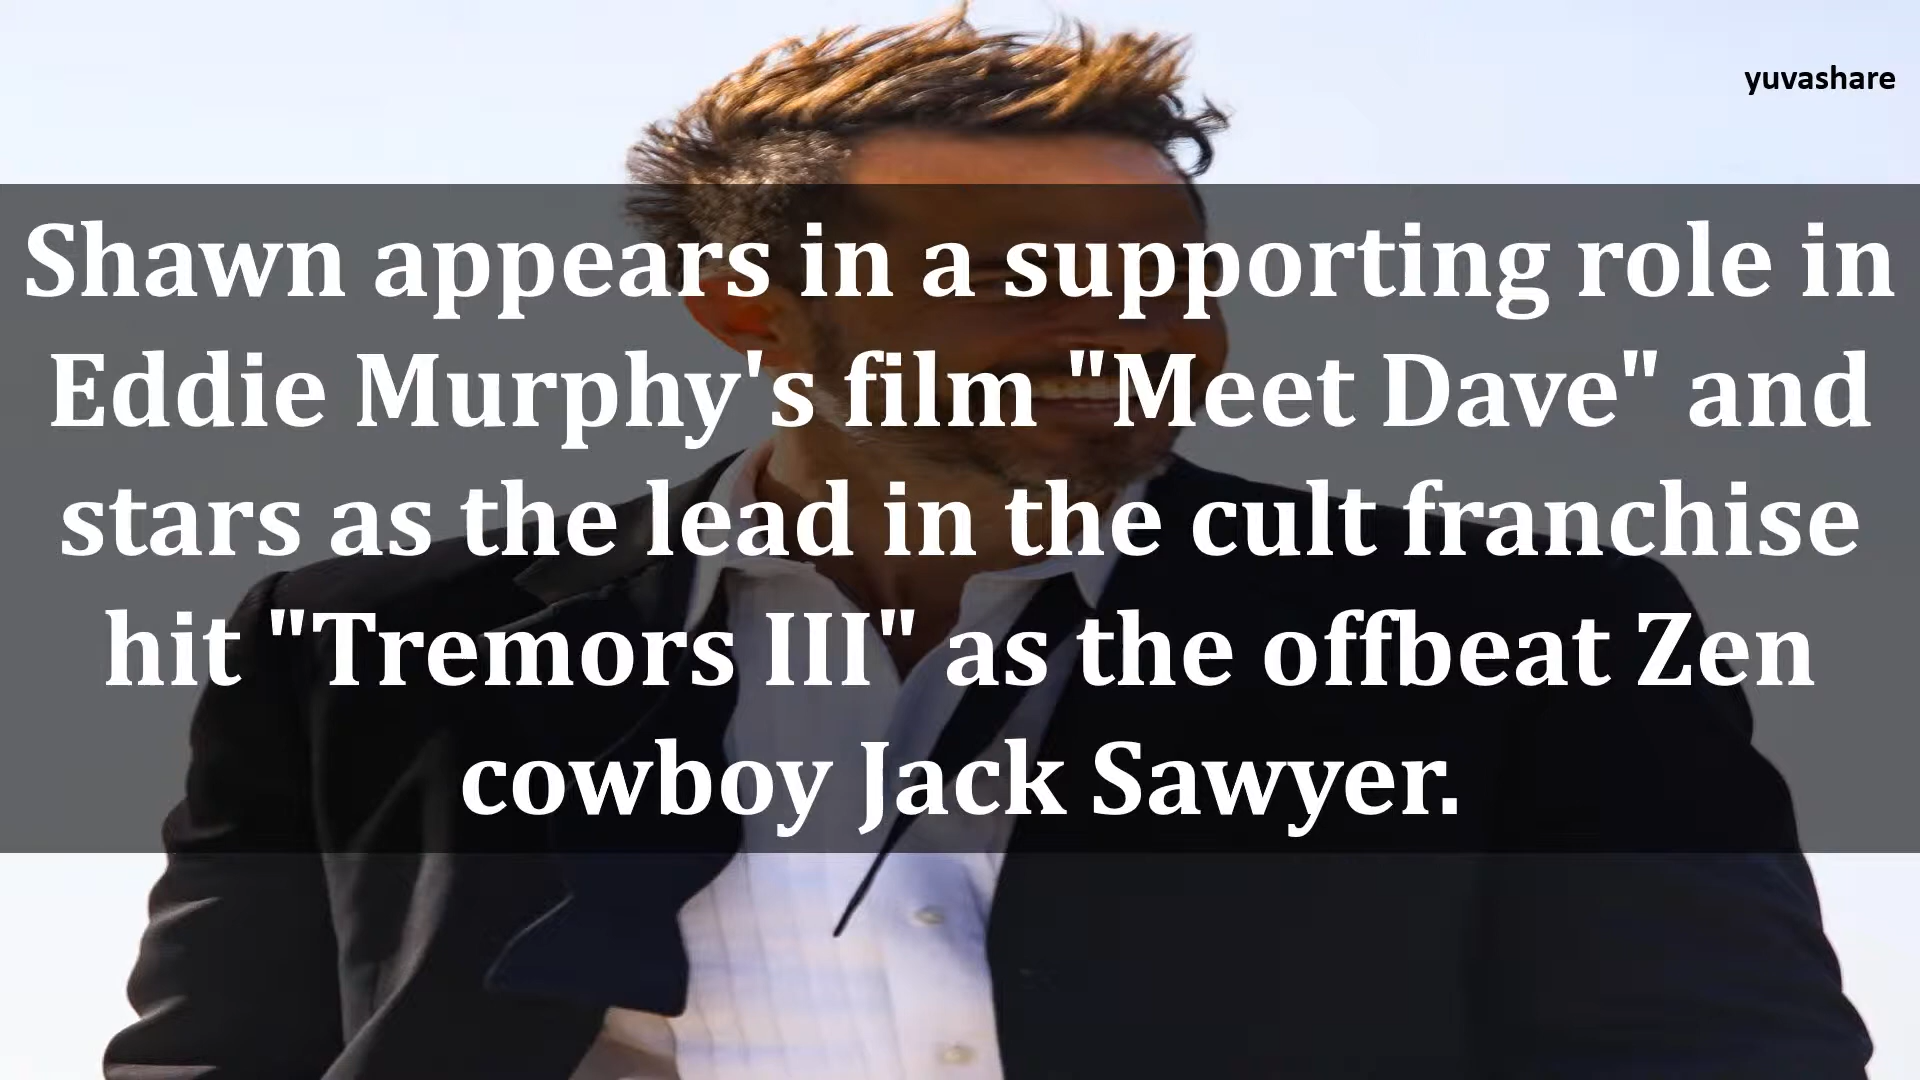 yuvashare
Shawn appears in a supporting role in
Eddie Murphy's film "Meet Dave" and
stars as the lead in the cult franchise
hit "Tremors III" as the offbeat Zen
cowboy Jack Sawyer.